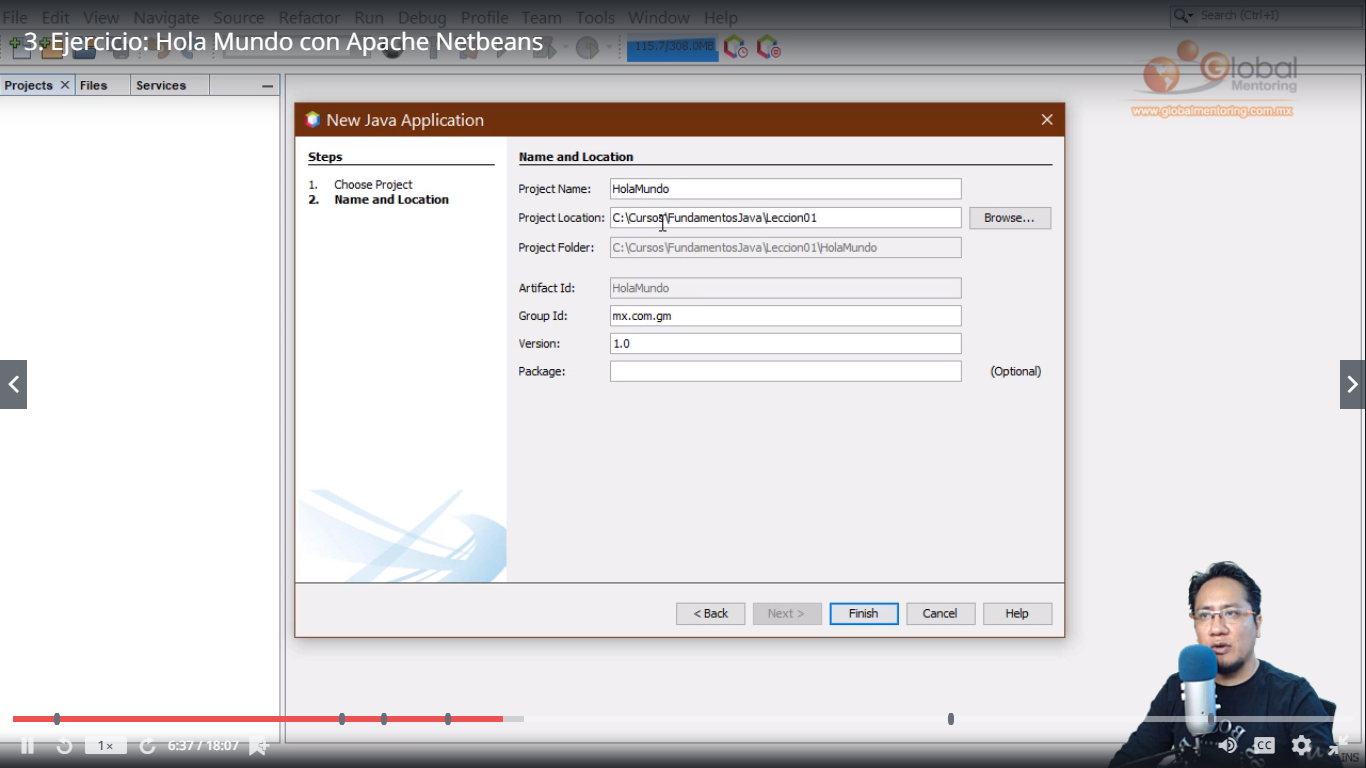 File Edit View Navigate Source Refactor Run Debug Profile Team Tools Window Help
Search (Ctrl+I)
3. Ejercicio: Hola Mundo con Apache Netbeans
115.7/308.0MB
Global
Mentoring
www.globalmentoring.com.mx
Projects Files Services
New Java Application
Steps
1. Choose Project
2. Name and Location
Name and Location
Project Name: HolaMundo
Project Location: C:\Cursos\FundamentosJava\Leccion01 Browse...
Project Folder: C:\Cursos\FundamentosJava\Leccion01\HolaMundo
Artifact Id: HolaMundo
Group Id: mx.com.gm
Version: 1.0
Package: (Optional)
< Back Next > Finish Cancel Help
1× 6:37 / 18:07 CC
INS